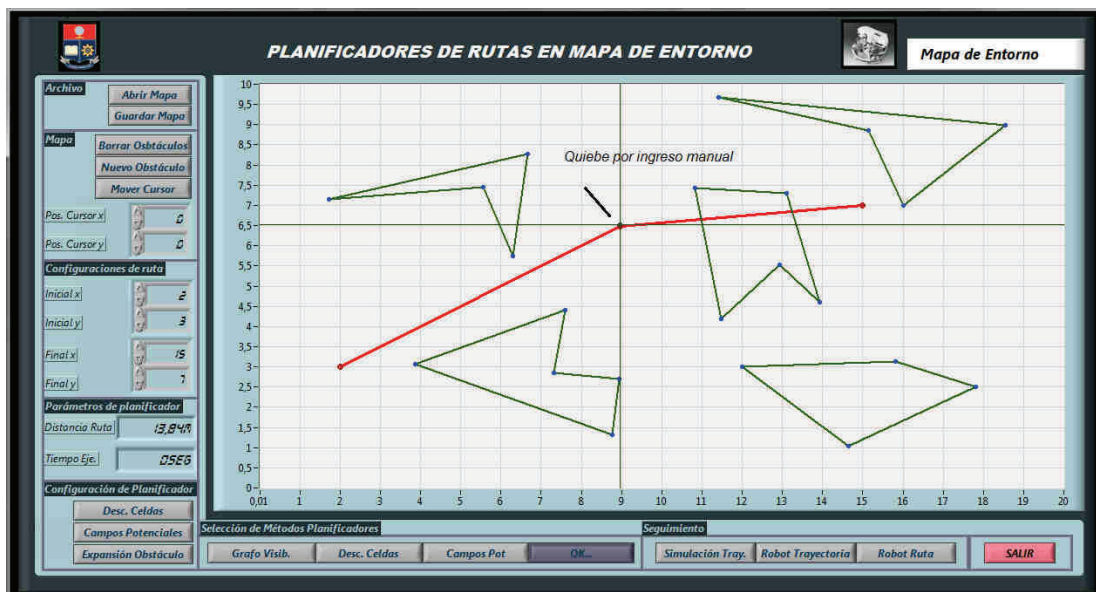 PLANIFICADORES DE RUTAS EN MAPA DE ENTORNO
Mapa de Entorno
Archivo
Abrir Mapa
Guardar Mapa
Mapa
Borrar Osbtáculos
Nuevo Obstáculo
Mover Cursor
Pos. Cursor x 0
Pos. Cursor y 0
Configuraciones de ruta
Inicial x 2
Inicial y 3
Final x 15
Final y 7
Parámetros de planificador
Distancia Ruta 13,84M
Tiempo Eje. 0SEG
Configuración de Planificador
Desc. Celdas
Campos Potenciales
Expansión Obstáculo
10
9,5
9
8,5
8
7,5
7
6,5
6
5,5
5
4,5
4
3,5
3
2,5
2
1,5
1
0,5
0
Quiebe por ingreso manual
0,01 1 2 3 4 5 6 7 8 9 10 11 12 13 14 15 16 17 18 19 20
Selección de Métodos Planificadores
Grafo Visib. Desc. Celdas Campos Pot OK...
Seguimiento
Simulación Tray. Robot Trayectoria Robot Ruta
SALIR